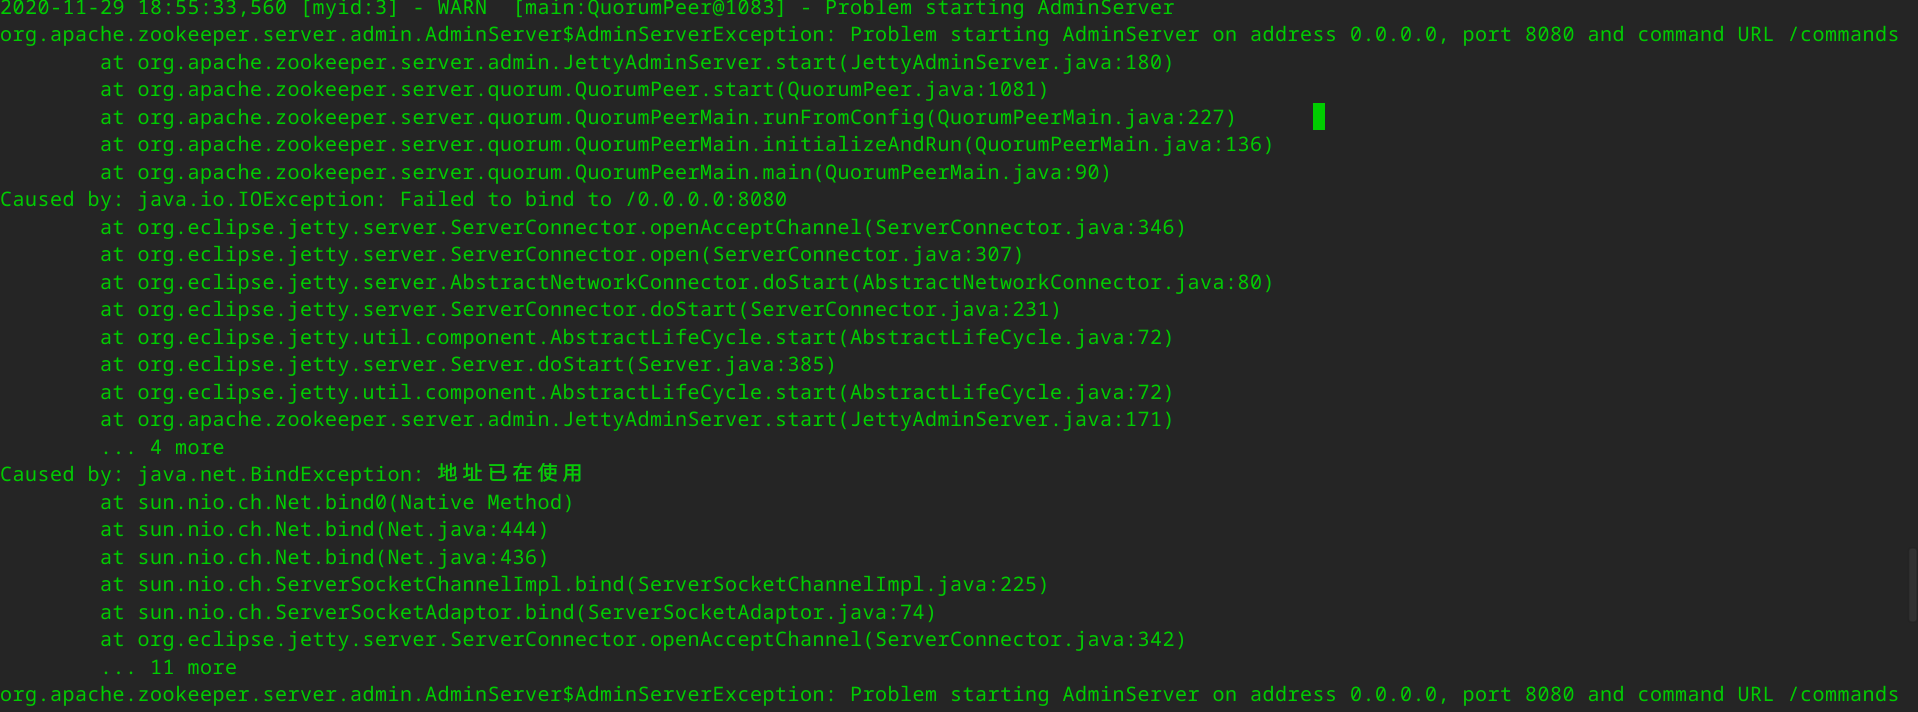 2020-11-29 18:55:33,560 [myid:3] - WARN  [main:QuorumPeer@1083] - Problem starting AdminServer
org.apache.zookeeper.server.admin.AdminServer$AdminServerException: Problem starting AdminServer on address 0.0.0.0, port 8080 and command URL /commands
        at org.apache.zookeeper.server.admin.JettyAdminServer.start(JettyAdminServer.java:180)
        at org.apache.zookeeper.server.quorum.QuorumPeer.start(QuorumPeer.java:1081)
        at org.apache.zookeeper.server.quorum.QuorumPeerMain.runFromConfig(QuorumPeerMain.java:227)
        at org.apache.zookeeper.server.quorum.QuorumPeerMain.initializeAndRun(QuorumPeerMain.java:136)
        at org.apache.zookeeper.server.quorum.QuorumPeerMain.main(QuorumPeerMain.java:90)
Caused by: java.io.IOException: Failed to bind to /0.0.0.0:8080
        at org.eclipse.jetty.server.ServerConnector.openAcceptChannel(ServerConnector.java:346)
        at org.eclipse.jetty.server.ServerConnector.open(ServerConnector.java:307)
        at org.eclipse.jetty.server.AbstractNetworkConnector.doStart(AbstractNetworkConnector.java:80)
        at org.eclipse.jetty.server.ServerConnector.doStart(ServerConnector.java:231)
        at org.eclipse.jetty.util.component.AbstractLifeCycle.start(AbstractLifeCycle.java:72)
        at org.eclipse.jetty.server.Server.doStart(Server.java:385)
        at org.eclipse.jetty.util.component.AbstractLifeCycle.start(AbstractLifeCycle.java:72)
        at org.apache.zookeeper.server.admin.JettyAdminServer.start(JettyAdminServer.java:171)
        ... 4 more
Caused by: java.net.BindException: 地址已在使用
        at sun.nio.ch.Net.bind0(Native Method)
        at sun.nio.ch.Net.bind(Net.java:444)
        at sun.nio.ch.Net.bind(Net.java:436)
        at sun.nio.ch.ServerSocketChannelImpl.bind(ServerSocketChannelImpl.java:225)
        at sun.nio.ch.ServerSocketAdaptor.bind(ServerSocketAdaptor.java:74)
        at org.eclipse.jetty.server.ServerConnector.openAcceptChannel(ServerConnector.java:342)
        ... 11 more
org.apache.zookeeper.server.admin.AdminServer$AdminServerException: Problem starting AdminServer on address 0.0.0.0, port 8080 and command URL /commands